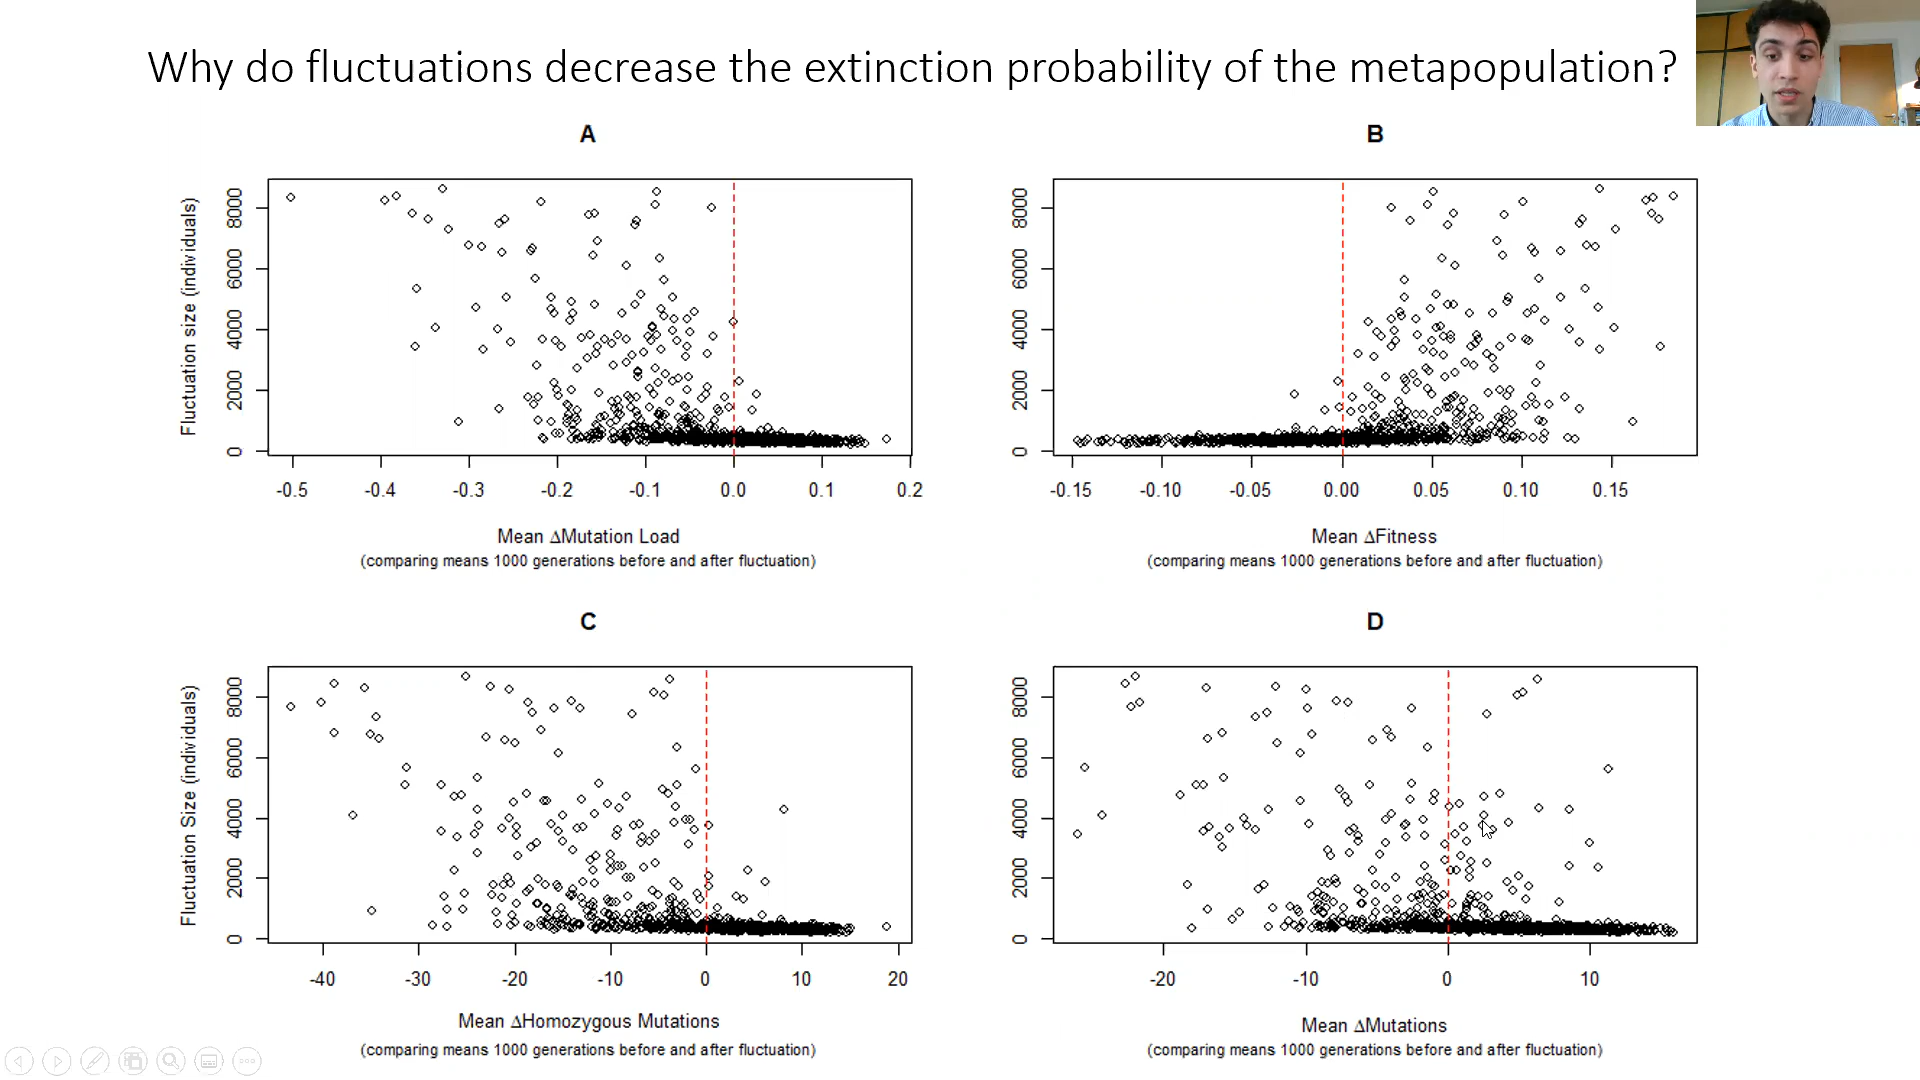 Why do fluctuations decrease the extinction probability of the metapopulation?
A
Fluctuation size (individuals)
8000
6000
4000
2000
0
-0.5 -0.4 -0.3 -0.2 -0.1 0.0 0.1 0.2
Mean ΔMutation Load
(comparing means 1000 generations before and after fluctuation)
B
8000
6000
4000
2000
0
-0.15 -0.10 -0.05 0.00 0.05 0.10 0.15
Mean ΔFitness
(comparing means 1000 generations before and after fluctuation)
C
Fluctuation Size (individuals)
8000
6000
4000
2000
0
-40 -30 -20 -10 0 10 20
Mean ΔHomozygous Mutations
(comparing means 1000 generations before and after fluctuation)
D
8000
6000
4000
2000
0
-20 -10 0 10
Mean ΔMutations
(comparing means 1000 generations before and after fluctuation)